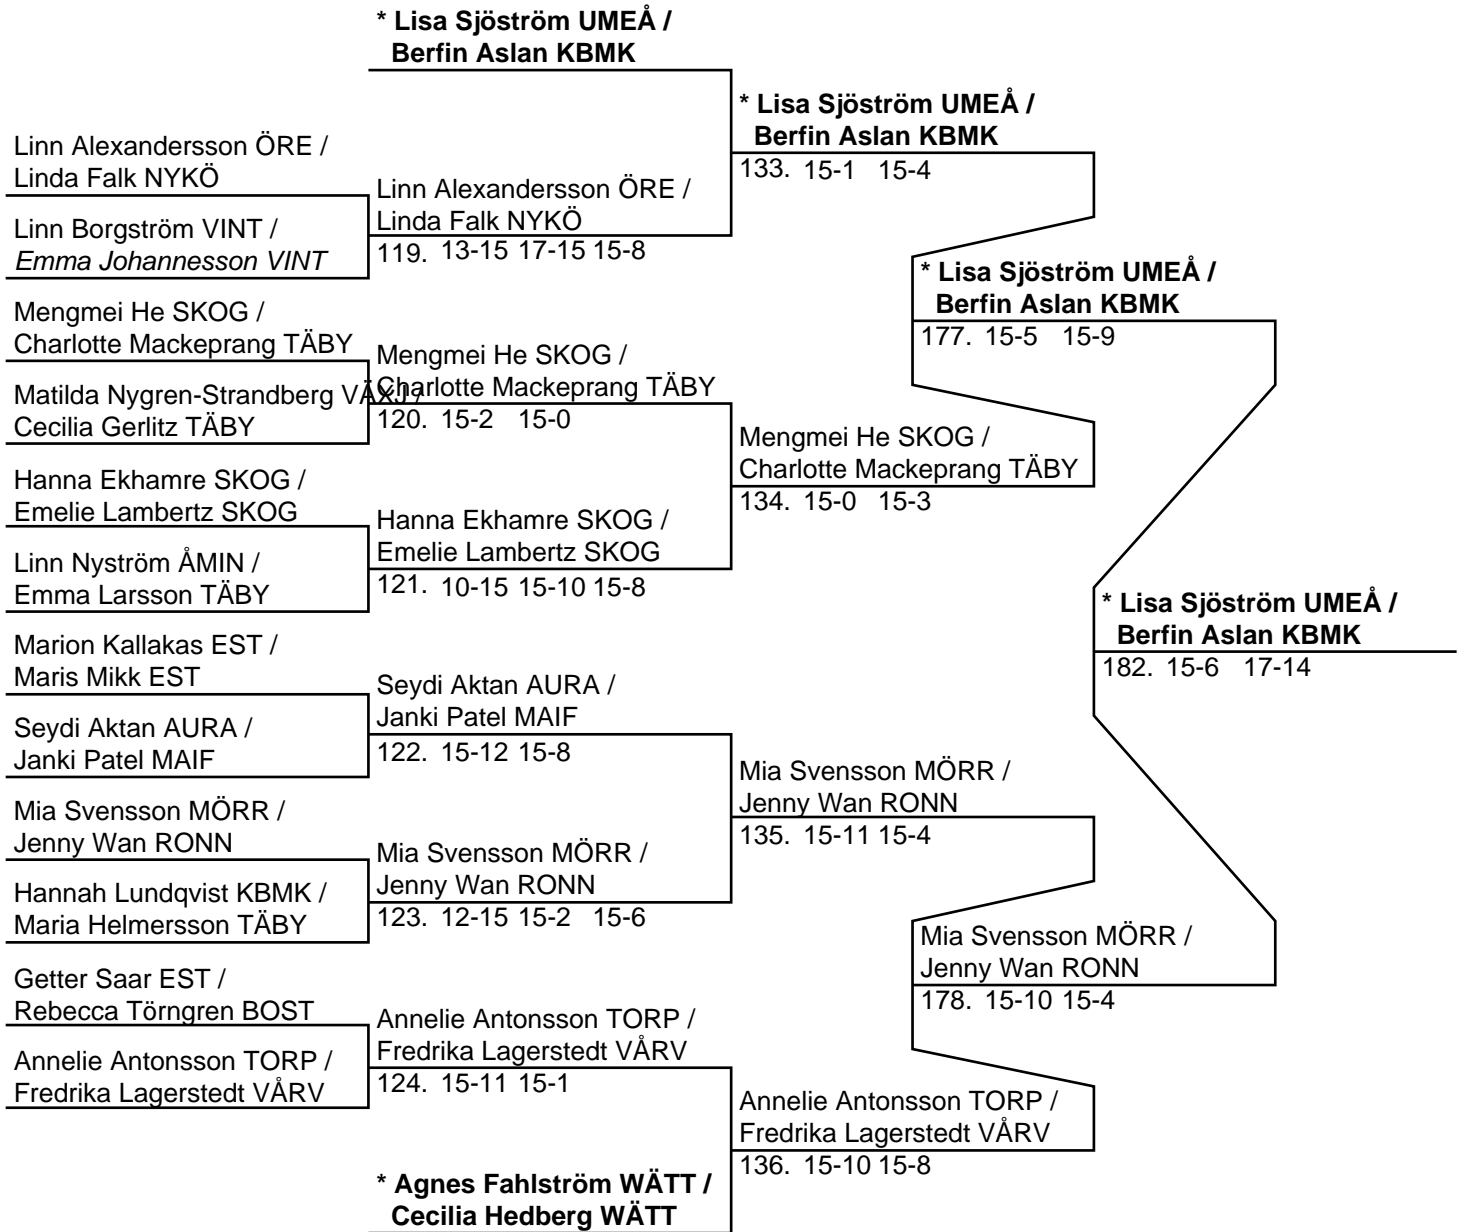 * Lisa Sjöström UMEÅ /
Berfin Aslan KBMK
* Lisa Sjöström UMEÅ /
Berfin Aslan KBMK
133. 15-1 15-4
Linn Alexandersson ÖRE /
Linda Falk NYKÖ
Linn Alexandersson ÖRE /
Linda Falk NYKÖ
119. 13-15 17-15 15-8
Linn Borgström VINT /
Emma Johannesson VINT
* Lisa Sjöström UMEÅ /
Berfin Aslan KBMK
177. 15-5 15-9
Mengmei He SKOG /
Charlotte Mackeprang TÄBY
Mengmei He SKOG /
Charlotte Mackeprang TÄBY
120. 15-2 15-0
Matilda Nygren-Strandberg VÄXJ /
Cecilia Gerlitz TÄBY
Mengmei He SKOG /
Charlotte Mackeprang TÄBY
134. 15-0 15-3
Hanna Ekhamre SKOG /
Emelie Lambertz SKOG
Hanna Ekhamre SKOG /
Emelie Lambertz SKOG
121. 10-15 15-10 15-8
Linn Nyström ÅMIN /
Emma Larsson TÄBY
* Lisa Sjöström UMEÅ /
Berfin Aslan KBMK
182. 15-6 17-14
Marion Kallakas EST /
Maris Mikk EST
Seydi Aktan AURA /
Janki Patel MAIF
122. 15-12 15-8
Seydi Aktan AURA /
Janki Patel MAIF
Mia Svensson MÖRR /
Jenny Wan RONN
135. 15-11 15-4
Mia Svensson MÖRR /
Jenny Wan RONN
Mia Svensson MÖRR /
Jenny Wan RONN
123. 12-15 15-2 15-6
Hannah Lundqvist KBMK /
Maria Helmersson TÄBY
Mia Svensson MÖRR /
Jenny Wan RONN
178. 15-10 15-4
Getter Saar EST /
Rebecca Törngren BOST
Annelie Antonsson TORP /
Fredrika Lagerstedt VÅRV
124. 15-11 15-1
Annelie Antonsson TORP /
Fredrika Lagerstedt VÅRV
Annelie Antonsson TORP /
Fredrika Lagerstedt VÅRV
136. 15-10 15-8
* Agnes Fahlström WÄTT /
Cecilia Hedberg WÄTT